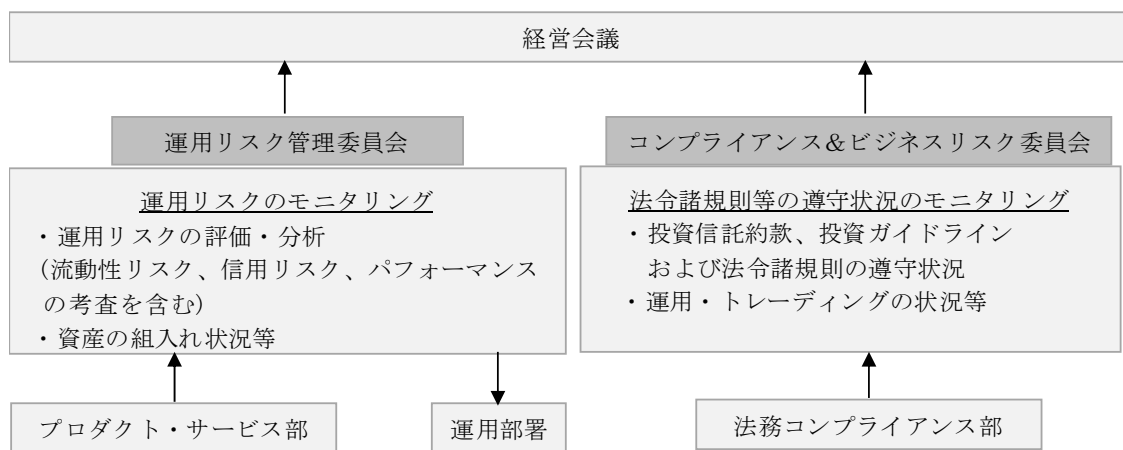 経営会議
運用リスク管理委員会
運用リスクのモニタリング
・運用リスクの評価・分析
(流動性リスク、信用リスク、パフォーマンス
の考査を含む)
・資産の組入れ状況等
コンプライアンス&ビジネスリスク委員会
法令諸規則等の遵守状況のモニタリング
・投資信託約款、投資ガイドライン
および法令諸規則の遵守状況
・運用・トレーディングの状況等
プロダクト・サービス部
運用部署
法務コンプライアンス部